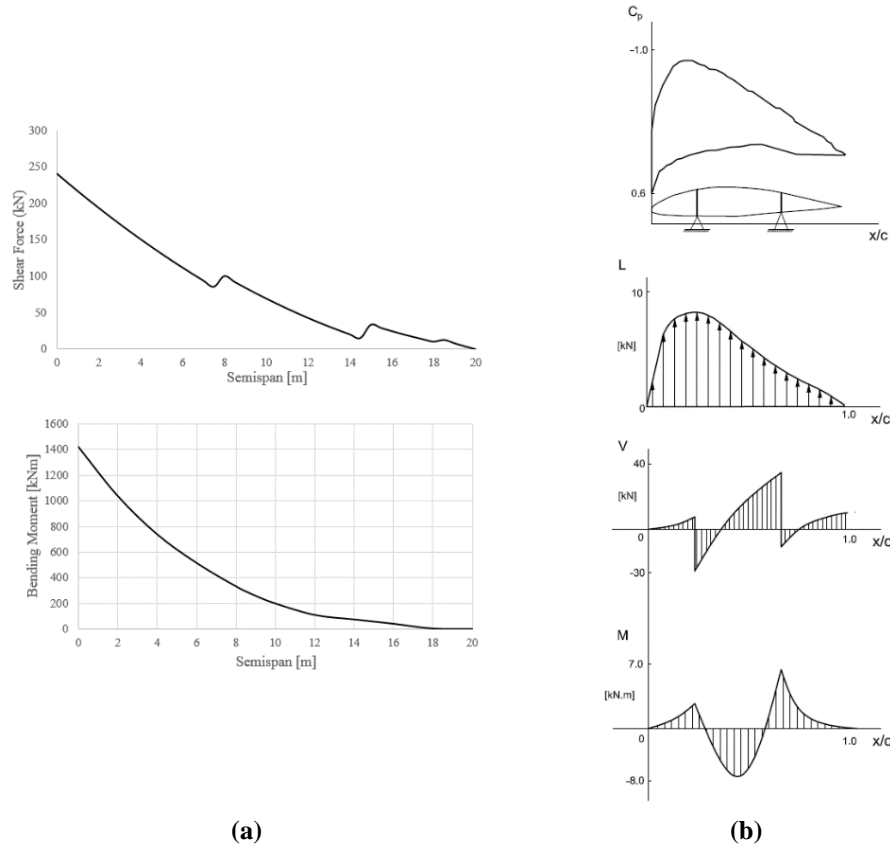 300
250
200
150
100
50
0
Shear Force (kN)
0 2 4 6 8 10 12 14 16 18 20
Semispan [m]
1600
1400
1200
1000
800
600
400
200
0
Bending Moment [kNm]
0 2 4 6 8 10 12 14 16 18 20
Semispan [m]
(a)
Cp
-1.0
0.6
x/c
L
10
[kN]
0
1.0
x/c
V
40
[kN]
0
1.0
x/c
-30
M
7.0
[kN.m]
0
1.0
x/c
-8.0
(b)